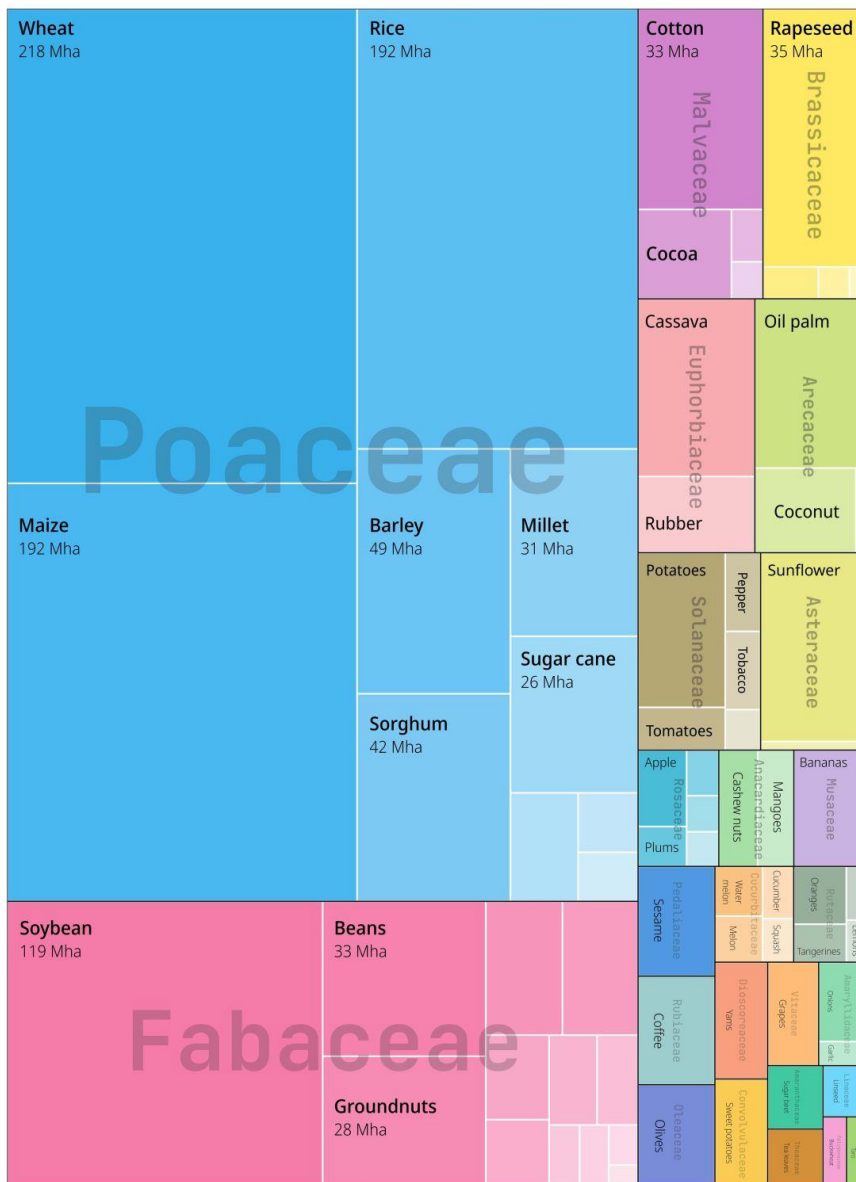 Wheat
218 Mha
Rice
192 Mha
Cotton
33 Mha
Rapeseed
35 Mha
Malvaceae
Brassicaceae
Cocoa
Poaceae
Cassava
Oil palm
Euphorbiaceae
Arecaceae
Rubber
Coconut
Maize
192 Mha
Barley
49 Mha
Millet
31 Mha
Sugar cane
26 Mha
Sorghum
42 Mha
Potatoes
Pepper
Sunflower
Solanaceae
Asteraceae
Tobacco
Tomatoes
Apple
Rosaceae
Plums
Cashew nuts
Anacardiaceae
Mangoes
Bananas
Musaceae
Soybean
119 Mha
Beans
33 Mha
Fabaceae
Groundnuts
28 Mha
Sesame
Pedaliaceae
Water
melon
Cucurbitaceae
Cucumber
Melon
Squash
Oranges
Rutaceae
Tangerines
Lemons
Coffee
Rubiaceae
Yams
Dioscoreaceae
Grapes
Vitaceae
Onions
Amaryllidaceae
Garlic
Olives
Oleaceae
Sweet potatoes
Convolvulaceae
Sugar beet
Amaranthaceae
Linseed
Linaceae
Tea leaves
Theaceae
Buckwheat
Taro